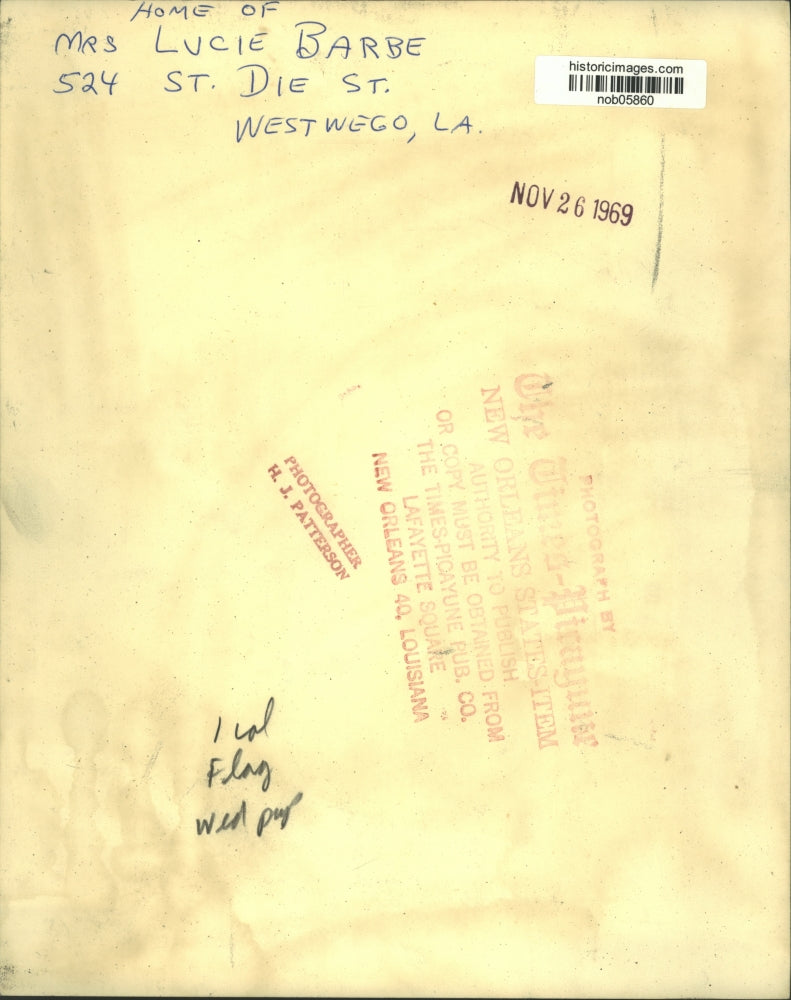 HOME OF
MRS LUCIE BARBE
524 ST. DIE ST.
WESTWEGO, LA.
historicimages.com
nob05860
NOV 26 1969
PHOTOGRAPH BY
The Times-Picayune
NEW ORLEANS STATES-ITEM
AUTHORITY TO PUBLISH
OR COPY MUST BE OBTAINED FROM
THE TIMES-PICAYUNE PUB. CO.
LAFAYETTE SQUARE
NEW ORLEANS 40, LOUISIANA
PHOTOGRAPHER
H. J. PATTERSON
1 col
Flag
Wed pup